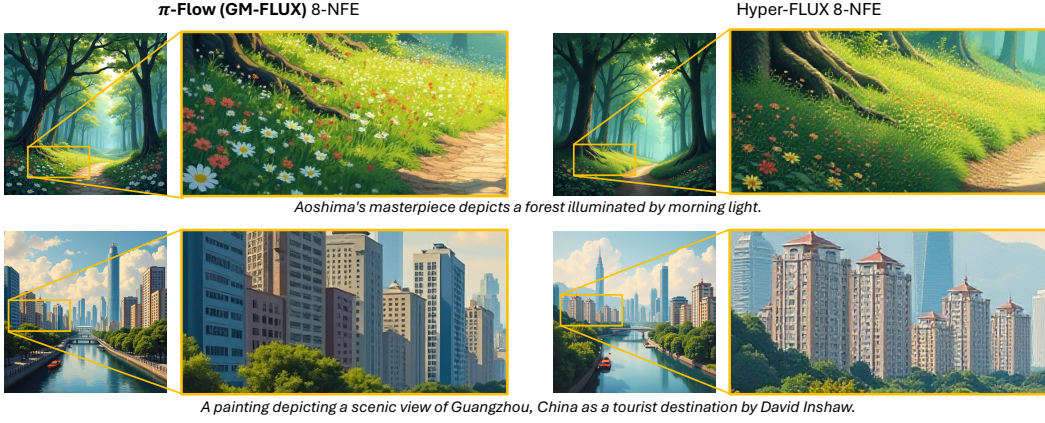 π-Flow (GM-FLUX) 8-NFE
Hyper-FLUX 8-NFE
Aoshima's masterpiece depicts a forest illuminated by morning light.
A painting depicting a scenic view of Guangzhou, China as a tourist destination by David Inshaw.